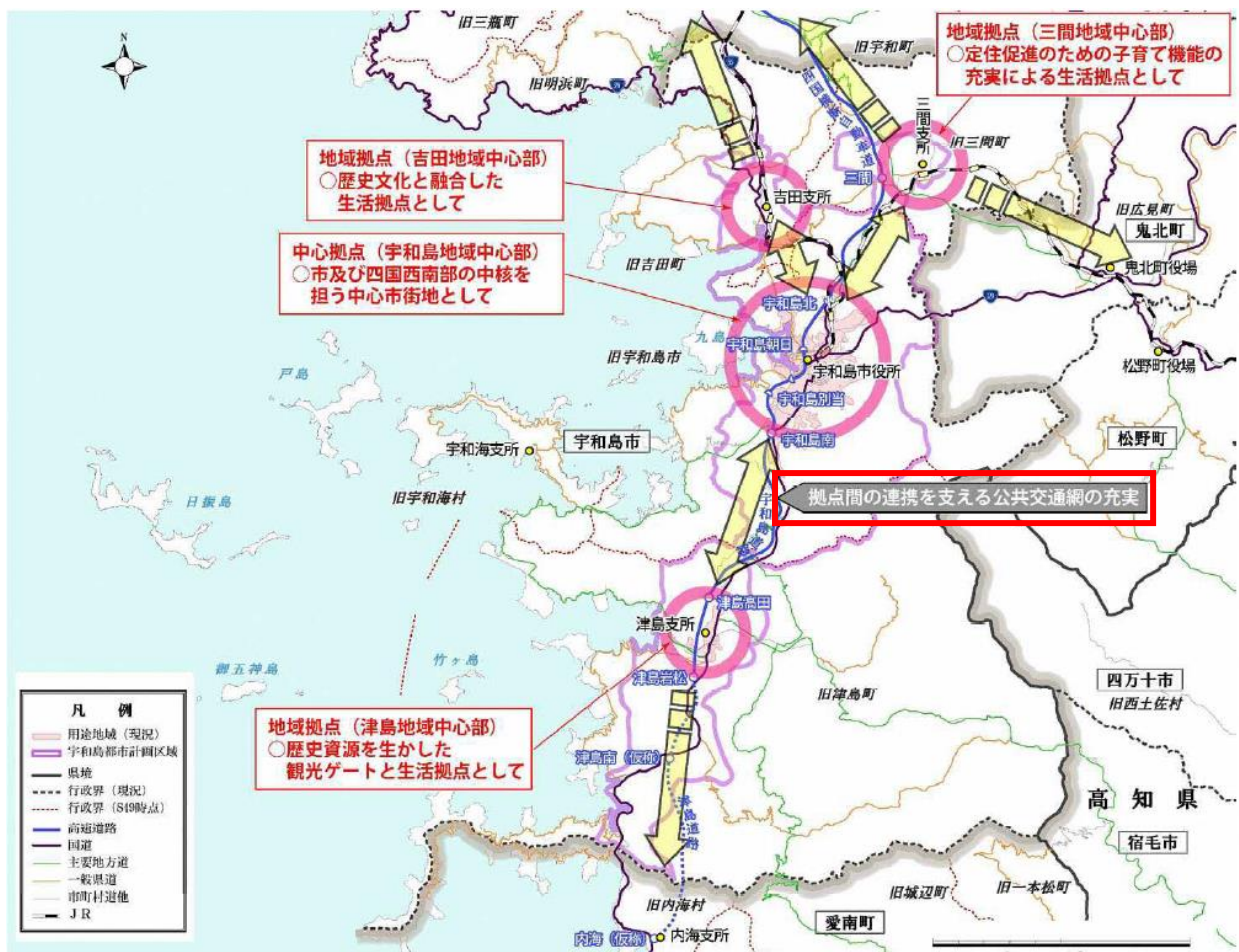 N
旧三瓶町
旧明浜町
旧宇和町
四国横断自動車道
地域拠点(三間地域中心部)
○定住促進のための子育て機能の
充実による生活拠点として
三間支所
旧三間町
三間
地域拠点(吉田地域中心部)
○歴史文化と融合した
生活拠点として
吉田支所
旧吉田町
旧広見町
鬼北町
鬼北町役場
中心拠点(宇和島地域中心部)
○市及び四国西南部の中核を
担う中心市街地として
宇和島北
九島
宇和島朝日
旧宇和島市
宇和島市役所
松野町役場
戸島
宇和島別当
宇和島南
松野町
宇和海支所
宇和島市
日振島
旧宇和海村
拠点間の連携を支える公共交通網の充実
宇和島道路
津島高田
津島支所
御五神島
竹ヶ島
津島岩松
旧津島町
四万十市
旧西土佐村
地域拠点(津島地域中心部)
○歴史資源を生かした
観光ゲートと生活拠点として
津島南(仮称)
津島道路
高知県
宿毛市
旧内海村
旧城辺町
旧一本松町
愛南町
内海(仮称)
内海支所
凡例
用途地域(現況)
宇和島都市計画区域
県境
行政界(現況)
行政界(S49時点)
高速道路
国道
主要地方道
一般県道
市町村道他
JR